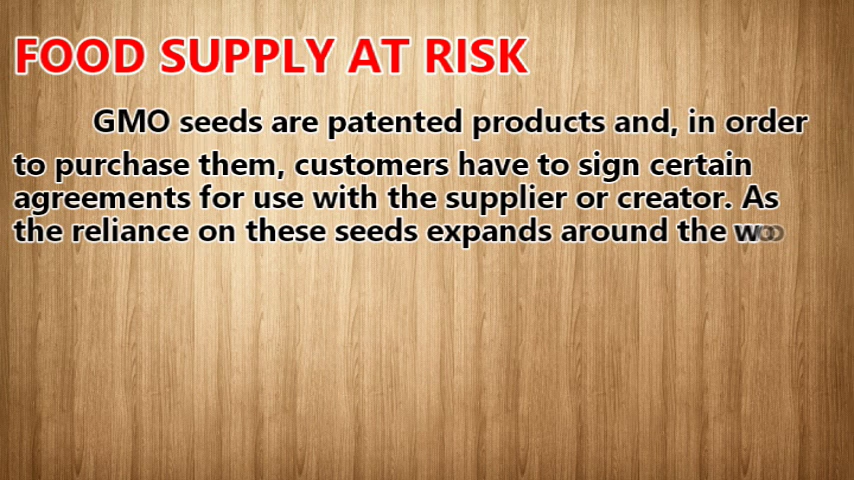 FOOD SUPPLY AT RISK
GMO seeds are patented products and, in order
to purchase them, customers have to sign certain
agreements for use with the supplier or creator. As
the reliance on these seeds expands around the